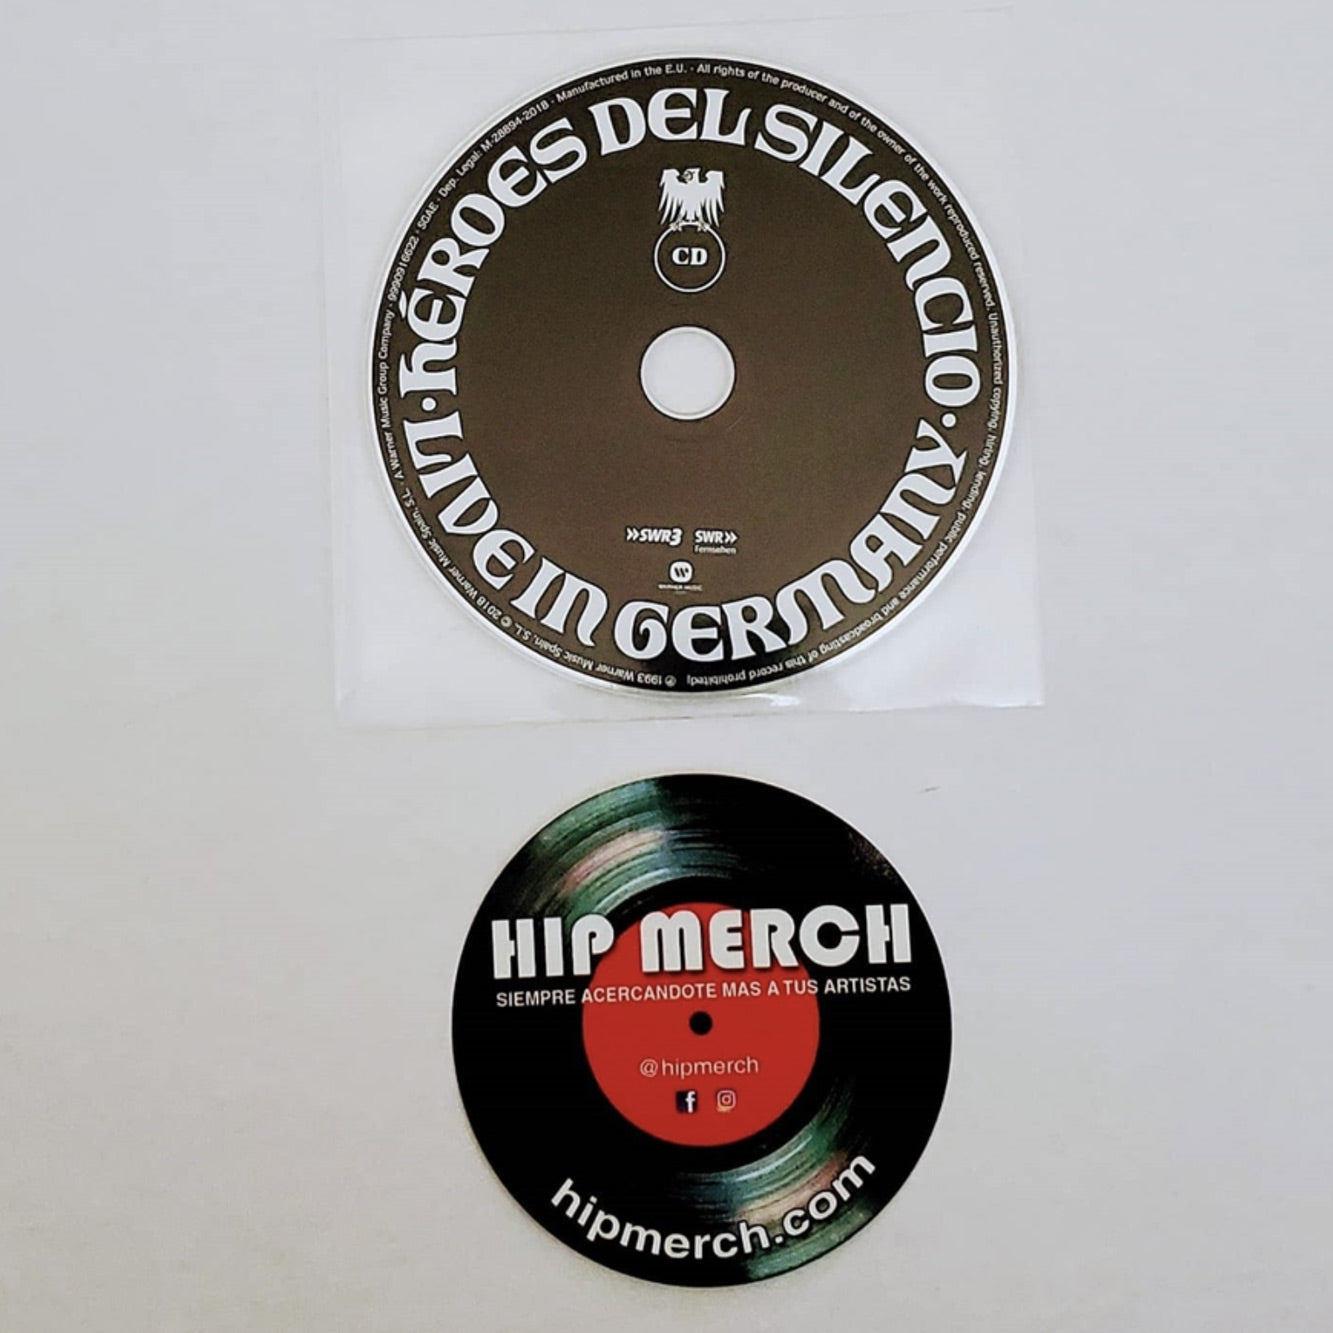 HÉROES DEL SILENCIO · LIVE IN GERMANY ·
℗ 1993 Warner Music Spain, S.L. © 2018 Warner Music Spain, S.L. · A Warner Music Group Company · 9990916622 · SGAE · Dep. Legal: M-28894-2018 · Manufactured in the E.U. · All rights of the producer and of the owner of the work reproduced reserved. Unauthorized copying, hiring, lending, public performance and broadcasting of this record prohibited¡
CD
SWR3 SWR
Fernsehen
WARNER MUSIC
HIP MERCH
SIEMPRE ACERCANDOTE MAS A TUS ARTISTAS
@hipmerch
hipmerch.com